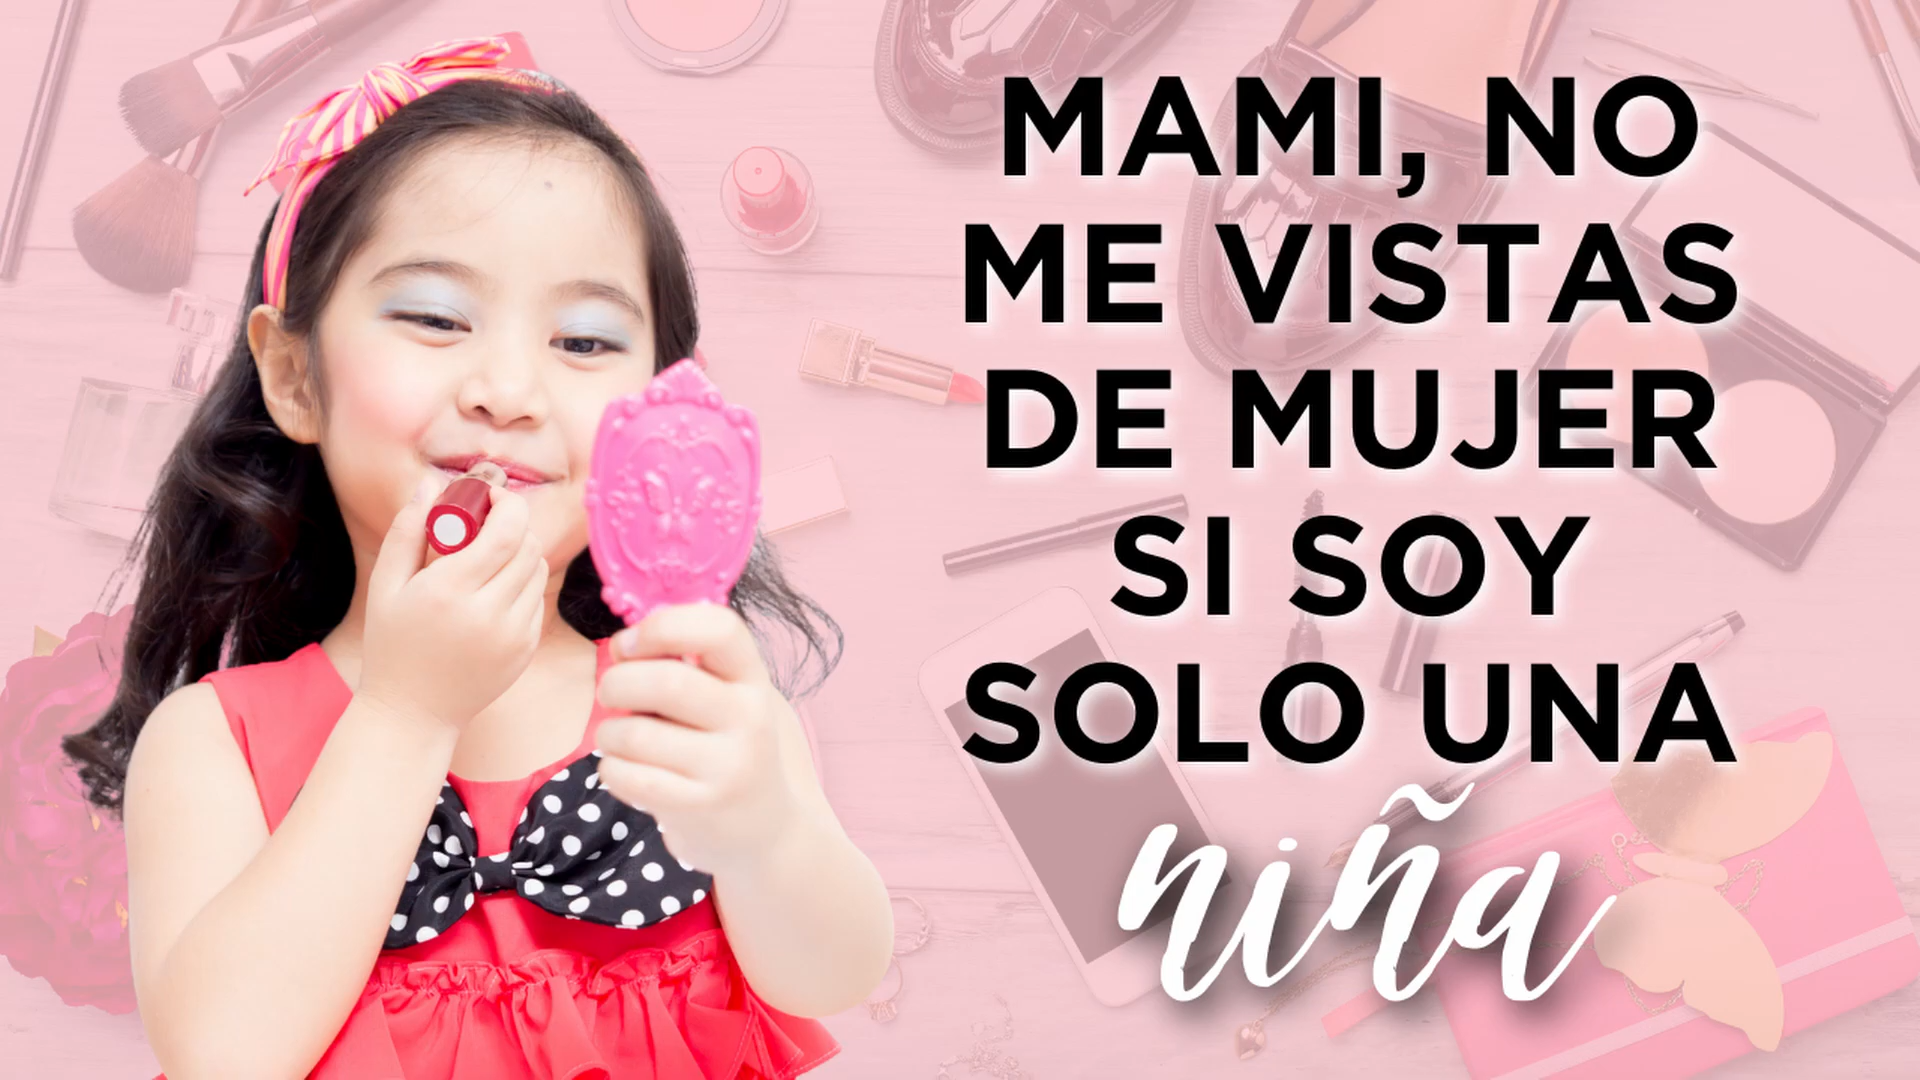 MAMI, NO
ME VISTAS
DE MUJER
SI SOY
SOLO UNA
niña